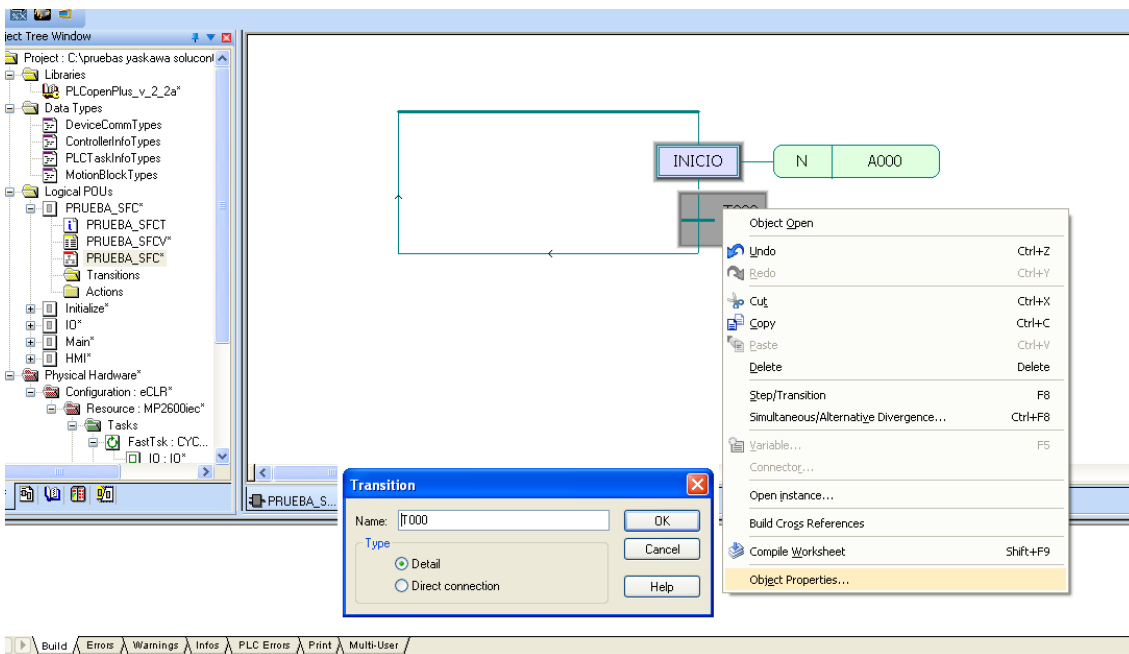 ject Tree Window
Project : C:\pruebas yaskawa solucont
Libraries
PLCopenPlus_v_2_2a*
Data Types
DeviceCommTypes
ControllerInfoTypes
PLCTaskInfoTypes
MotionBlockTypes
Logical POUs
PRUEBA_SFC*
PRUEBA_SFCT
PRUEBA_SFCV*
PRUEBA_SFC*
Transitions
Actions
Initialize*
IO*
Main*
HMI*
Physical Hardware*
Configuration : eCLR*
Resource : MP2600iec*
Tasks
FastTsk : CYC...
IO : IO*
INICIO
N
A000
Object Open
Undo Ctrl+Z
Redo Ctrl+Y
Cut Ctrl+X
Copy Ctrl+C
Paste Ctrl+V
Delete Delete
Step/Transition F8
Simultaneous/Alternative Divergence... Ctrl+F8
Variable... F5
Connector...
Open instance...
Build Cross References
Compile Worksheet Shift+F9
Object Properties...
PRUEBA_S...
Transition
Name: T000
OK
Type
Cancel
Detail
Direct connection
Help
Build Errors Warnings Infos PLC Errors Print Multi-User